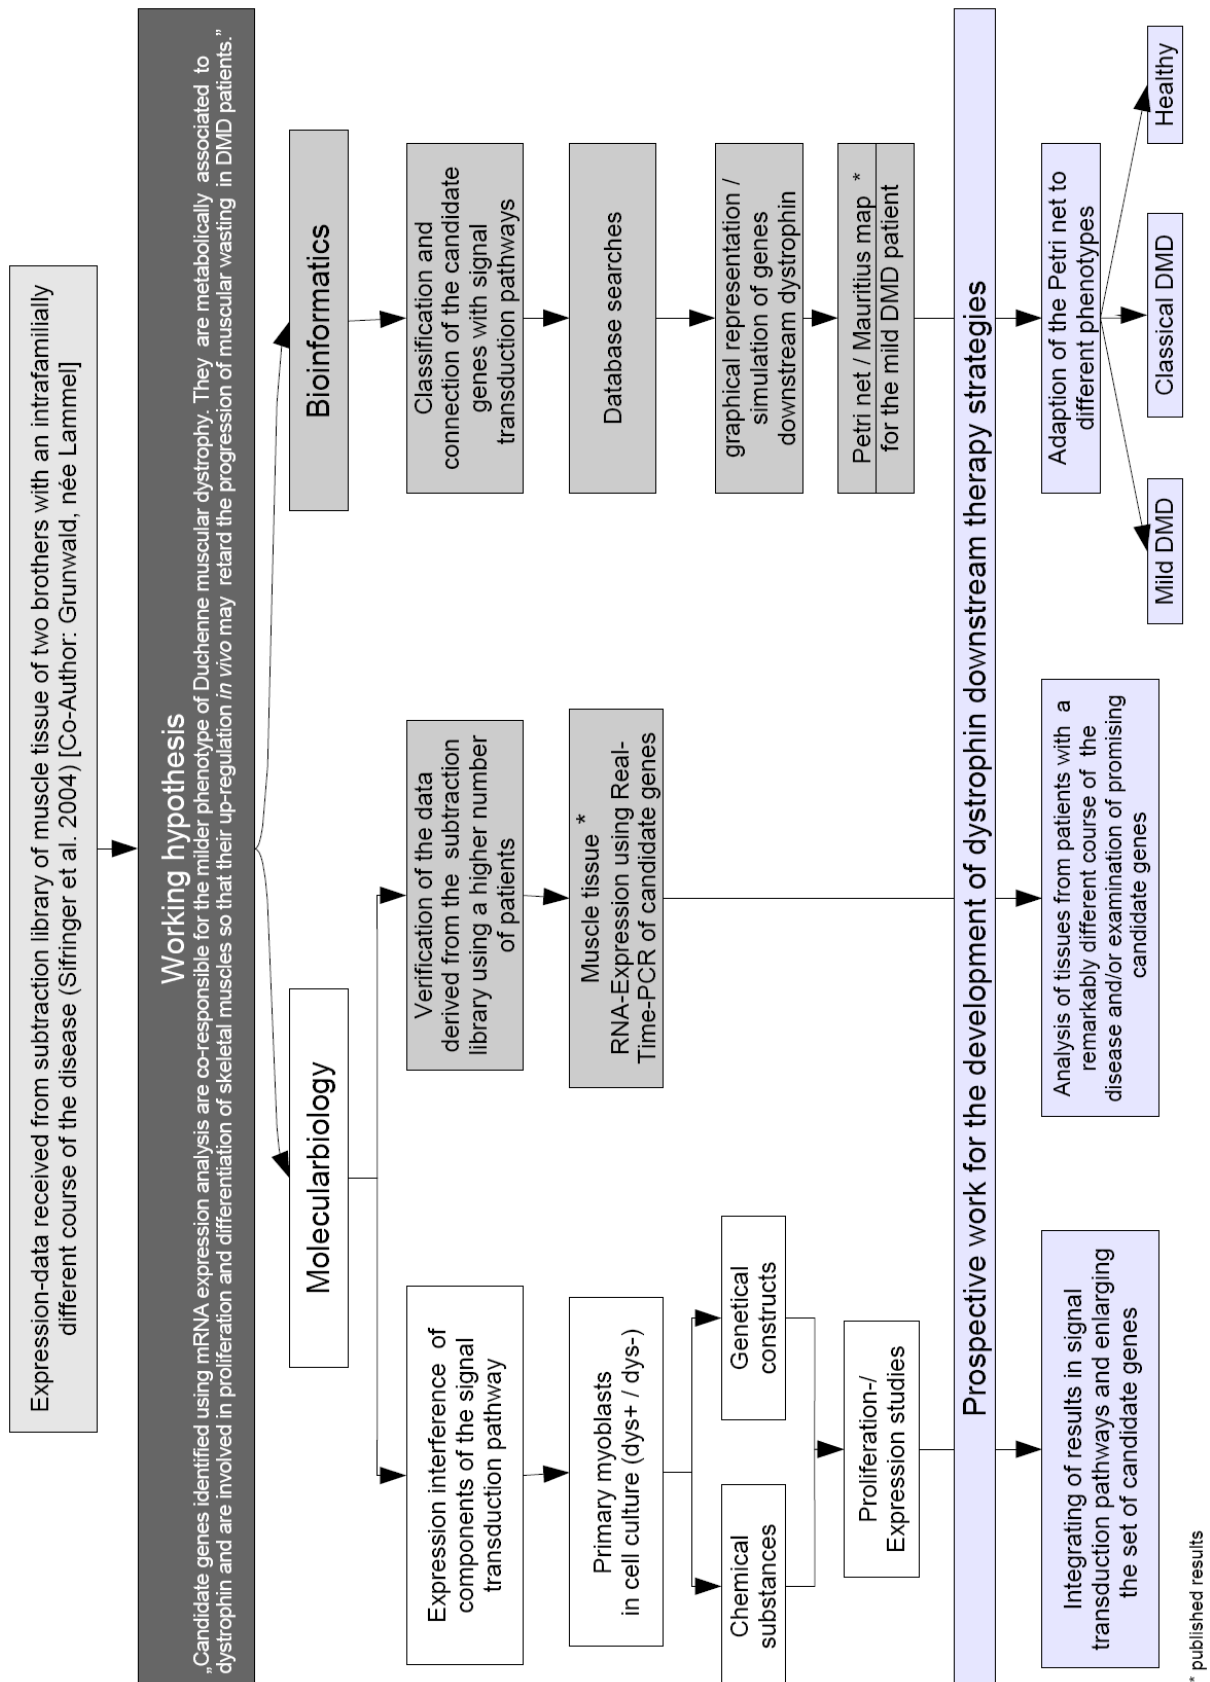 Expression-data received from subtraction library of muscle tissue of two brothers with an intrafamilially
different course of the disease (Sifringer et al. 2004) [Co-Author: Grunwald, née Lammel]
Working hypothesis
„Candidate genes identified using mRNA expression analysis are co-responsible for the milder phenotype of Duchenne muscular dystrophy. They are metabolically associated to
dystrophin and are involved in proliferation and differentiation of skeletal muscles so that their up-regulation in vivo may retard the progression of muscular wasting in DMD patients.”
Molecularbiology
Bioinformatics
Expression interference of
components of the signal
transduction pathway
Verification of the data
derived from the subtraction
library using a higher number
of patients
Classification and
connection of the candidate
genes with signal
transduction pathways
Primary myoblasts
in cell culture (dys+ / dys-)
Muscle tissue *
RNA-Expression using Real-
Time-PCR of candidate genes
Database searches
Chemical
substances
Genetical
constructs
graphical representation /
simulation of genes
downstream dystrophin
Proliferation-/
Expression studies
Petri net / Mauritius map *
for the mild DMD patient
Prospective work for the development of dystrophin downstream therapy strategies
Integrating of results in signal
transduction pathways and enlarging
the set of candidate genes
Analysis of tissues from patients with a
remarkably different course of the
disease and/or examination of promising
candidate genes
Adaption of the Petri net to
different phenotypes
Mild DMD
Classical DMD
Healthy
* published results